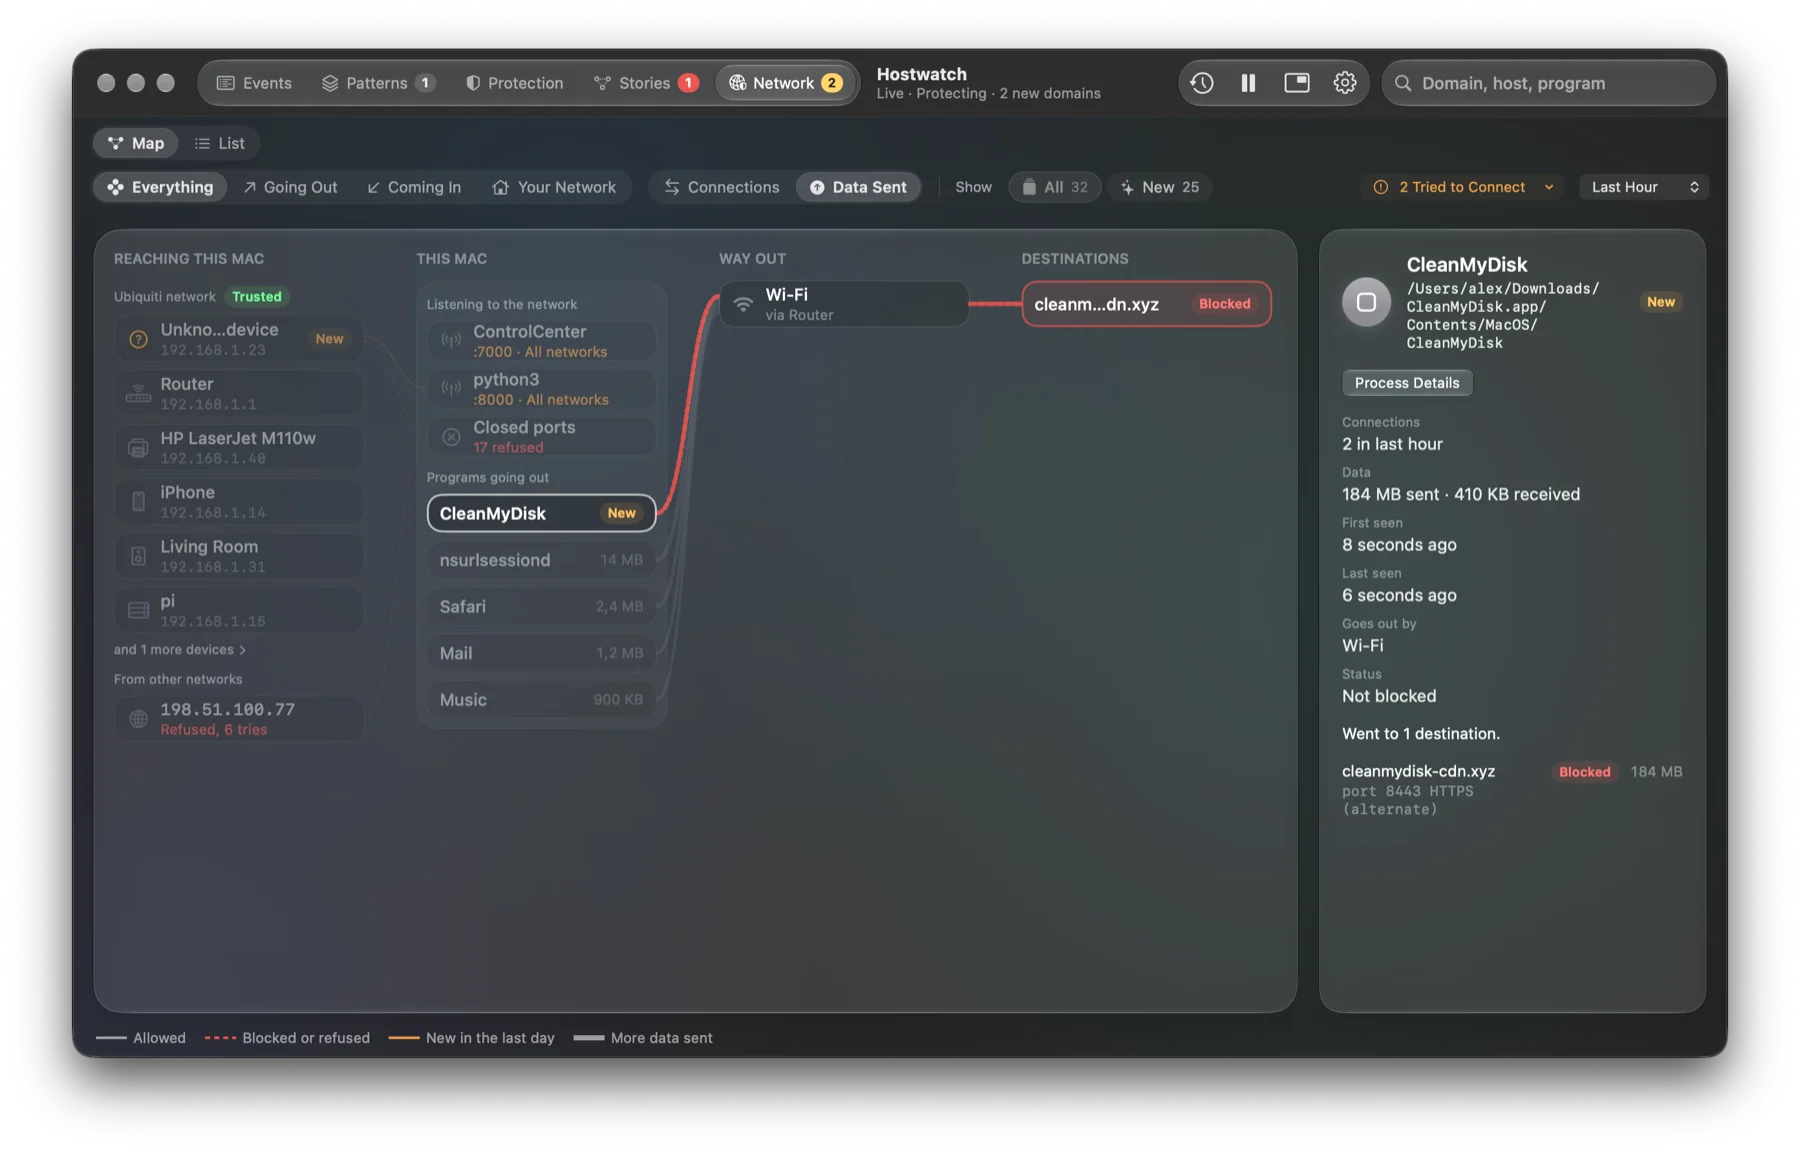 Events
Patterns 1
Protection
Stories 1
Network 2
Hostwatch
Live · Protecting · 2 new domains
Domain, host, program
Map
List
Everything
Going Out
Coming In
Your Network
Connections
Data Sent
Show
All 32
New 25
2 Tried to Connect
Last Hour
REACHING THIS MAC
Ubiquiti network Trusted
Unkno...device New
192.168.1.23
Router
192.168.1.1
HP LaserJet M110w
192.168.1.40
iPhone
192.168.1.14
Living Room
192.168.1.31
pi
192.168.1.15
and 1 more devices
From other networks
198.51.100.77
Refused, 6 tries
THIS MAC
Listening to the network
ControlCenter
:7000 · All networks
python3
:8000 · All networks
Closed ports
17 refused
Programs going out
CleanMyDisk New
nsurlsessiond 14 MB
Safari 2,4 MB
Mail 1,2 MB
Music 900 KB
WAY OUT
Wi-Fi
via Router
DESTINATIONS
cleanm...dn.xyz Blocked
CleanMyDisk
/Users/alex/Downloads/
CleanMyDisk.app/
Contents/MacOS/
CleanMyDisk
New
Process Details
Connections
2 in last hour
Data
184 MB sent · 410 KB received
First seen
8 seconds ago
Last seen
6 seconds ago
Goes out by
Wi-Fi
Status
Not blocked
Went to 1 destination.
cleanmydisk-cdn.xyz Blocked 184 MB
port 8443 HTTPS
(alternate)
Allowed
Blocked or refused
New in the last day
More data sent